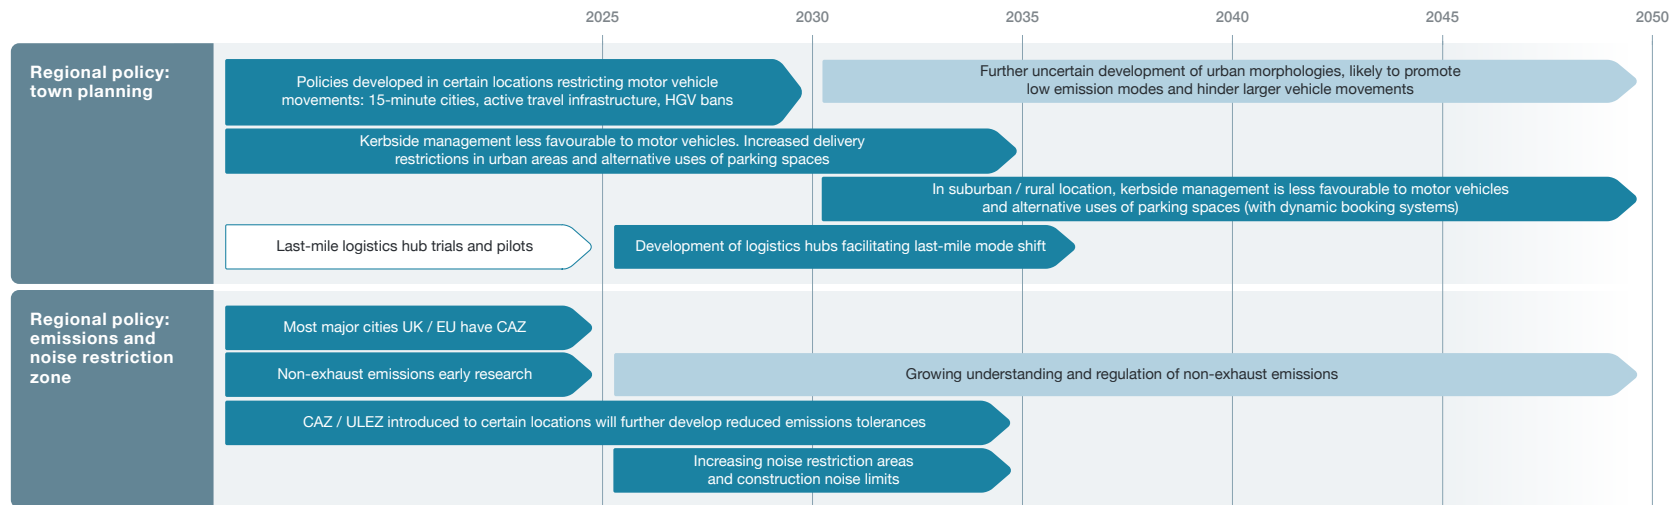 2025 2030 2035 2040 2045 2050
Regional policy:
town planning
Policies developed in certain locations restricting motor vehicle
movements: 15-minute cities, active travel infrastructure, HGV bans
Further uncertain development of urban morphologies, likely to promote
low emission modes and hinder larger vehicle movements
Kerbside management less favourable to motor vehicles. Increased delivery
restrictions in urban areas and alternative uses of parking spaces
In suburban / rural location, kerbside management is less favourable to motor vehicles
and alternative uses of parking spaces (with dynamic booking systems)
Last-mile logistics hub trials and pilots
Development of logistics hubs facilitating last-mile mode shift
Regional policy:
emissions and
noise restriction
zone
Most major cities UK / EU have CAZ
Non-exhaust emissions early research
Growing understanding and regulation of non-exhaust emissions
CAZ / ULEZ introduced to certain locations will further develop reduced emissions tolerances
Increasing noise restriction areas
and construction noise limits